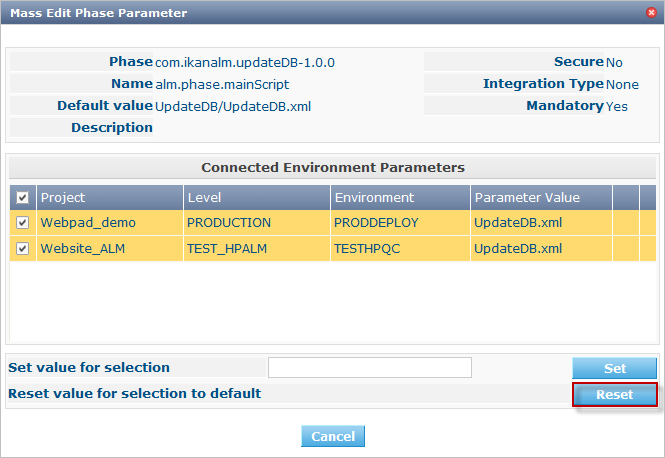 Mass Edit Phase Parameter
Phase com.ikanalm.updateDB-1.0.0 Secure No
Name alm.phase.mainScript Integration Type None
Default value UpdateDB/UpdateDB.xml Mandatory Yes
Description
Connected Environment Parameters
Project Level Environment Parameter Value
Webpad_demo PRODUCTION PRODDEPLOY UpdateDB.xml
Website_ALM TEST_HPALM TESTHPQC UpdateDB.xml
Set value for selection Set
Reset value for selection to default Reset
Cancel